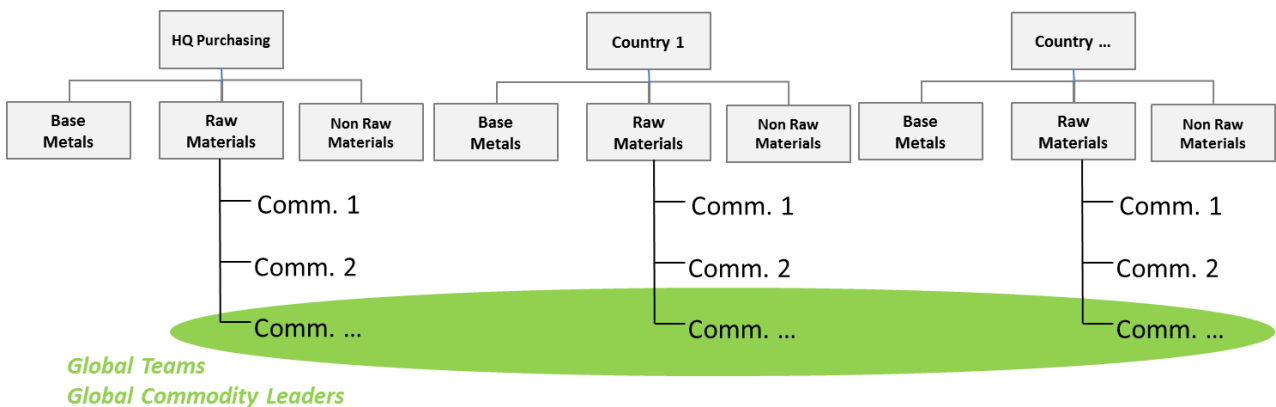 HQ Purchasing
Country 1
Country ...
Base
Metals
Raw
Materials
Non Raw
Materials
Base
Metals
Raw
Materials
Non Raw
Materials
Base
Metals
Raw
Materials
Non Raw
Materials
Comm. 1
Comm. 1
Comm. 1
Comm. 2
Comm. 2
Comm. 2
Comm. ...
Comm. ...
Comm. ...
Global Teams
Global Commodity Leaders